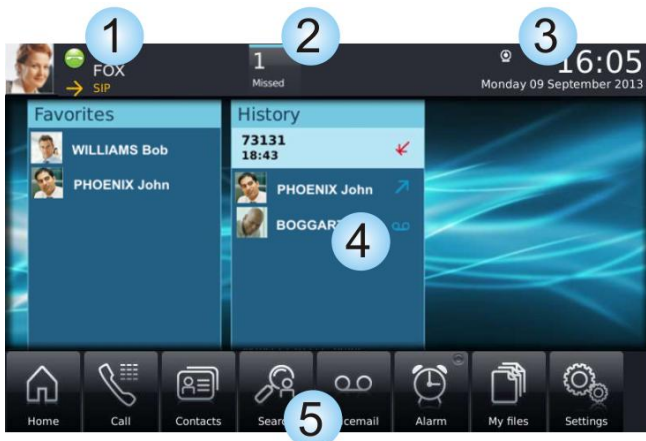 1
2
3
FOX
SIP
1
Missed
16:05
Monday 09 September 2013
Favorites
WILLIAMS Bob
PHOENIX John
History
73131
18:43
PHOENIX John
4
5
Home
Call
Contacts
Alarm
My files
Settings